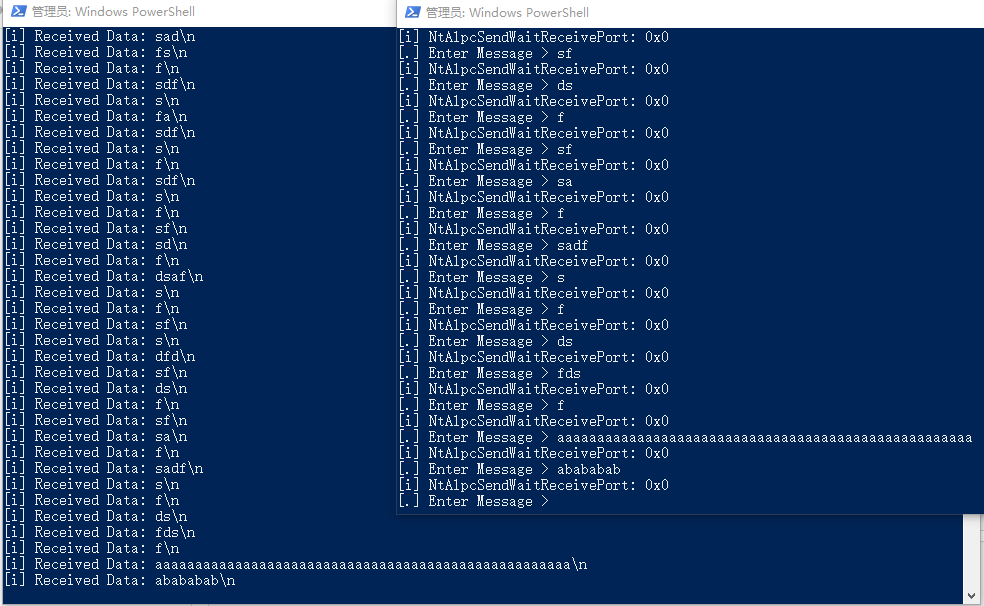 管理员: Windows PowerShell
[i] Received Data: sad\n
[i] Received Data: fs\n
[i] Received Data: f\n
[i] Received Data: sdf\n
[i] Received Data: s\n
[i] Received Data: fa\n
[i] Received Data: sdf\n
[i] Received Data: s\n
[i] Received Data: f\n
[i] Received Data: sdf\n
[i] Received Data: s\n
[i] Received Data: f\n
[i] Received Data: sf\n
[i] Received Data: sd\n
[i] Received Data: f\n
[i] Received Data: dsaf\n
[i] Received Data: s\n
[i] Received Data: f\n
[i] Received Data: sf\n
[i] Received Data: s\n
[i] Received Data: dfd\n
[i] Received Data: sf\n
[i] Received Data: ds\n
[i] Received Data: f\n
[i] Received Data: sf\n
[i] Received Data: sa\n
[i] Received Data: f\n
[i] Received Data: sadf\n
[i] Received Data: s\n
[i] Received Data: f\n
[i] Received Data: ds\n
[i] Received Data: fds\n
[i] Received Data: f\n
[i] Received Data: aaaaaaaaaaaaaaaaaaaaaaaaaaaaaaaaaaaaaaaaaaaaaaaaaaaa\n
[i] Received Data: abababab\n
管理员: Windows PowerShell
[i] NtAlpcSendWaitReceivePort: 0x0
[.] Enter Message > sf
[i] NtAlpcSendWaitReceivePort: 0x0
[.] Enter Message > ds
[i] NtAlpcSendWaitReceivePort: 0x0
[.] Enter Message > f
[i] NtAlpcSendWaitReceivePort: 0x0
[.] Enter Message > sf
[i] NtAlpcSendWaitReceivePort: 0x0
[.] Enter Message > sa
[i] NtAlpcSendWaitReceivePort: 0x0
[.] Enter Message > f
[i] NtAlpcSendWaitReceivePort: 0x0
[.] Enter Message > sadf
[i] NtAlpcSendWaitReceivePort: 0x0
[.] Enter Message > s
[i] NtAlpcSendWaitReceivePort: 0x0
[.] Enter Message > f
[i] NtAlpcSendWaitReceivePort: 0x0
[.] Enter Message > ds
[i] NtAlpcSendWaitReceivePort: 0x0
[.] Enter Message > fds
[i] NtAlpcSendWaitReceivePort: 0x0
[.] Enter Message > f
[i] NtAlpcSendWaitReceivePort: 0x0
[.] Enter Message > aaaaaaaaaaaaaaaaaaaaaaaaaaaaaaaaaaaaaaaaaaaaaaaaaaaa
[i] NtAlpcSendWaitReceivePort: 0x0
[.] Enter Message > abababab
[i] NtAlpcSendWaitReceivePort: 0x0
[.] Enter Message >